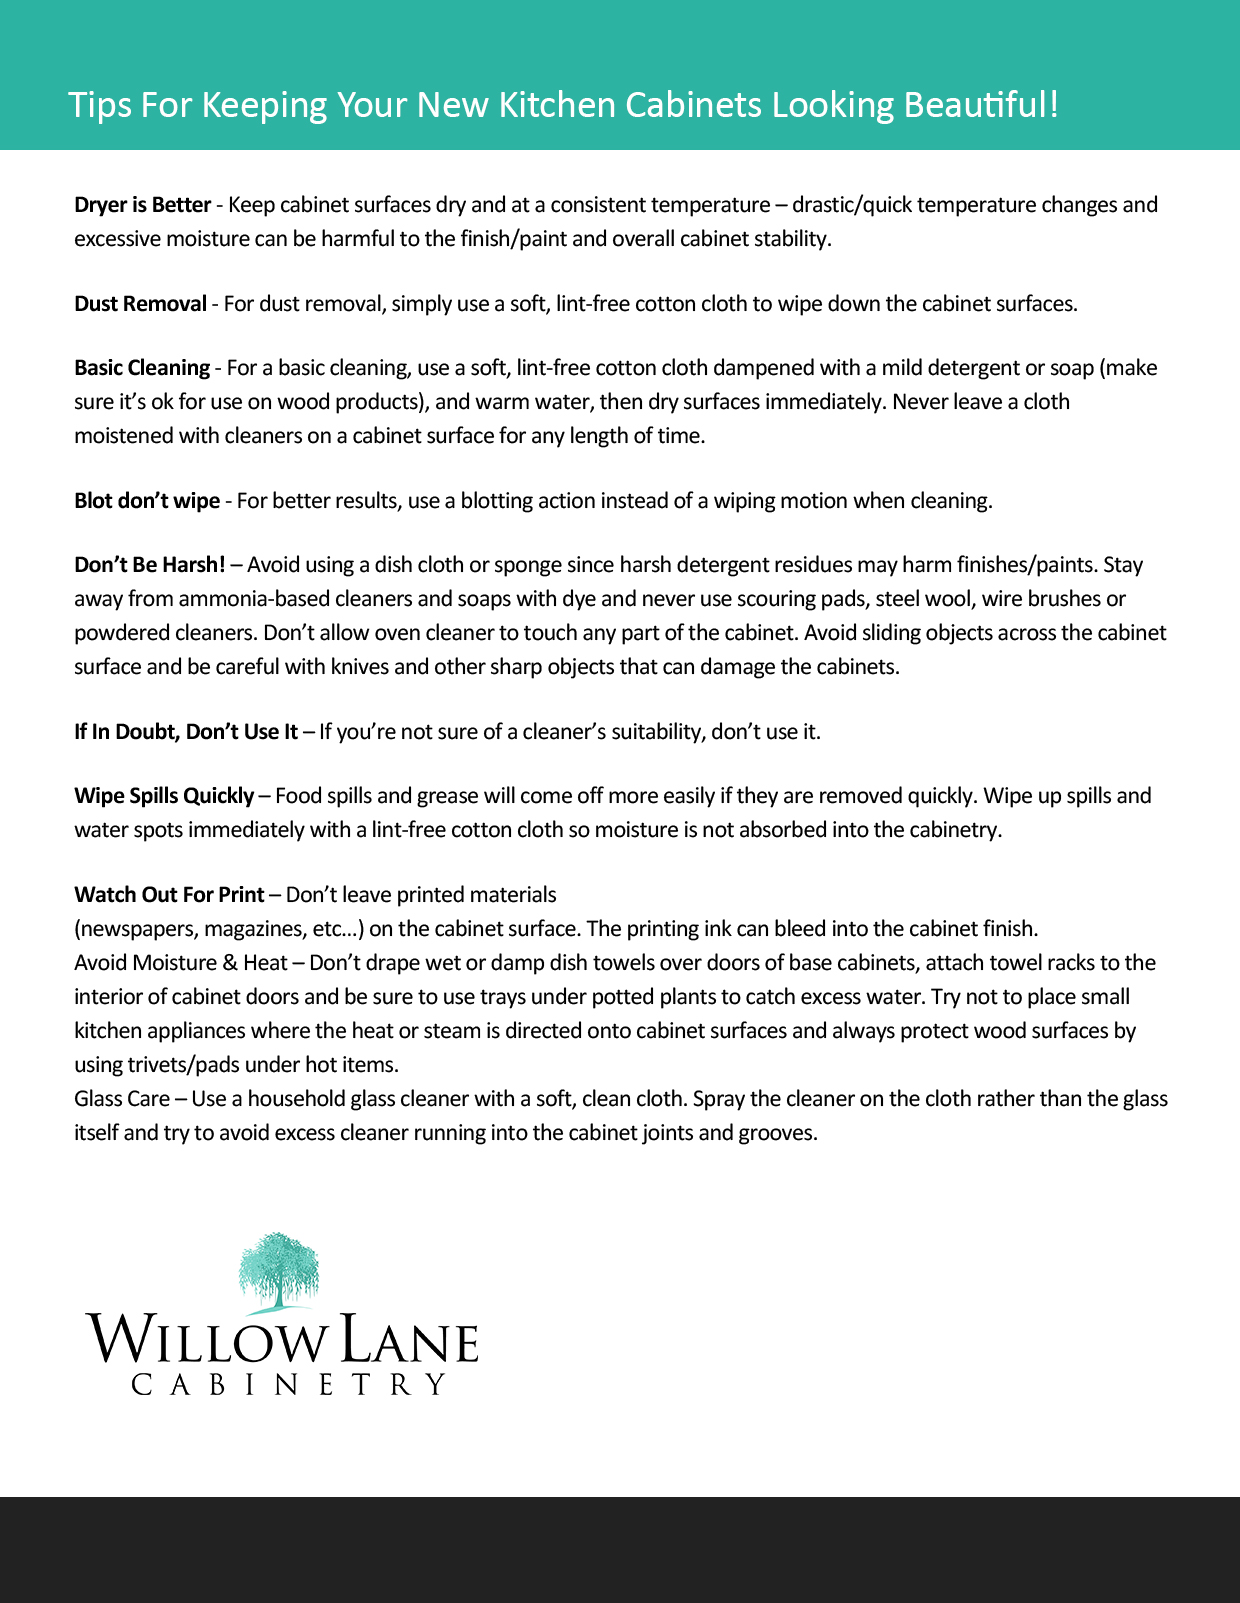 Tips For Keeping Your New Kitchen Cabinets Looking Beautiful!
Dryer is Better - Keep cabinet surfaces dry and at a consistent temperature – drastic/quick temperature changes and
excessive moisture can be harmful to the finish/paint and overall cabinet stability.
Dust Removal - For dust removal, simply use a soft, lint-free cotton cloth to wipe down the cabinet surfaces.
Basic Cleaning - For a basic cleaning, use a soft, lint-free cotton cloth dampened with a mild detergent or soap (make
sure it’s ok for use on wood products), and warm water, then dry surfaces immediately. Never leave a cloth
moistened with cleaners on a cabinet surface for any length of time.
Blot don’t wipe - For better results, use a blotting action instead of a wiping motion when cleaning.
Don’t Be Harsh! – Avoid using a dish cloth or sponge since harsh detergent residues may harm finishes/paints. Stay
away from ammonia-based cleaners and soaps with dye and never use scouring pads, steel wool, wire brushes or
powdered cleaners. Don’t allow oven cleaner to touch any part of the cabinet. Avoid sliding objects across the cabinet
surface and be careful with knives and other sharp objects that can damage the cabinets.
If In Doubt, Don’t Use It – If you’re not sure of a cleaner’s suitability, don’t use it.
Wipe Spills Quickly – Food spills and grease will come off more easily if they are removed quickly. Wipe up spills and
water spots immediately with a lint-free cotton cloth so moisture is not absorbed into the cabinetry.
Watch Out For Print – Don’t leave printed materials
(newspapers, magazines, etc...) on the cabinet surface. The printing ink can bleed into the cabinet finish.
Avoid Moisture & Heat – Don’t drape wet or damp dish towels over doors of base cabinets, attach towel racks to the
interior of cabinet doors and be sure to use trays under potted plants to catch excess water. Try not to place small
kitchen appliances where the heat or steam is directed onto cabinet surfaces and always protect wood surfaces by
using trivets/pads under hot items.
Glass Care – Use a household glass cleaner with a soft, clean cloth. Spray the cleaner on the cloth rather than the glass
itself and try to avoid excess cleaner running into the cabinet joints and grooves.
WILLOW LANE
CABINETRY